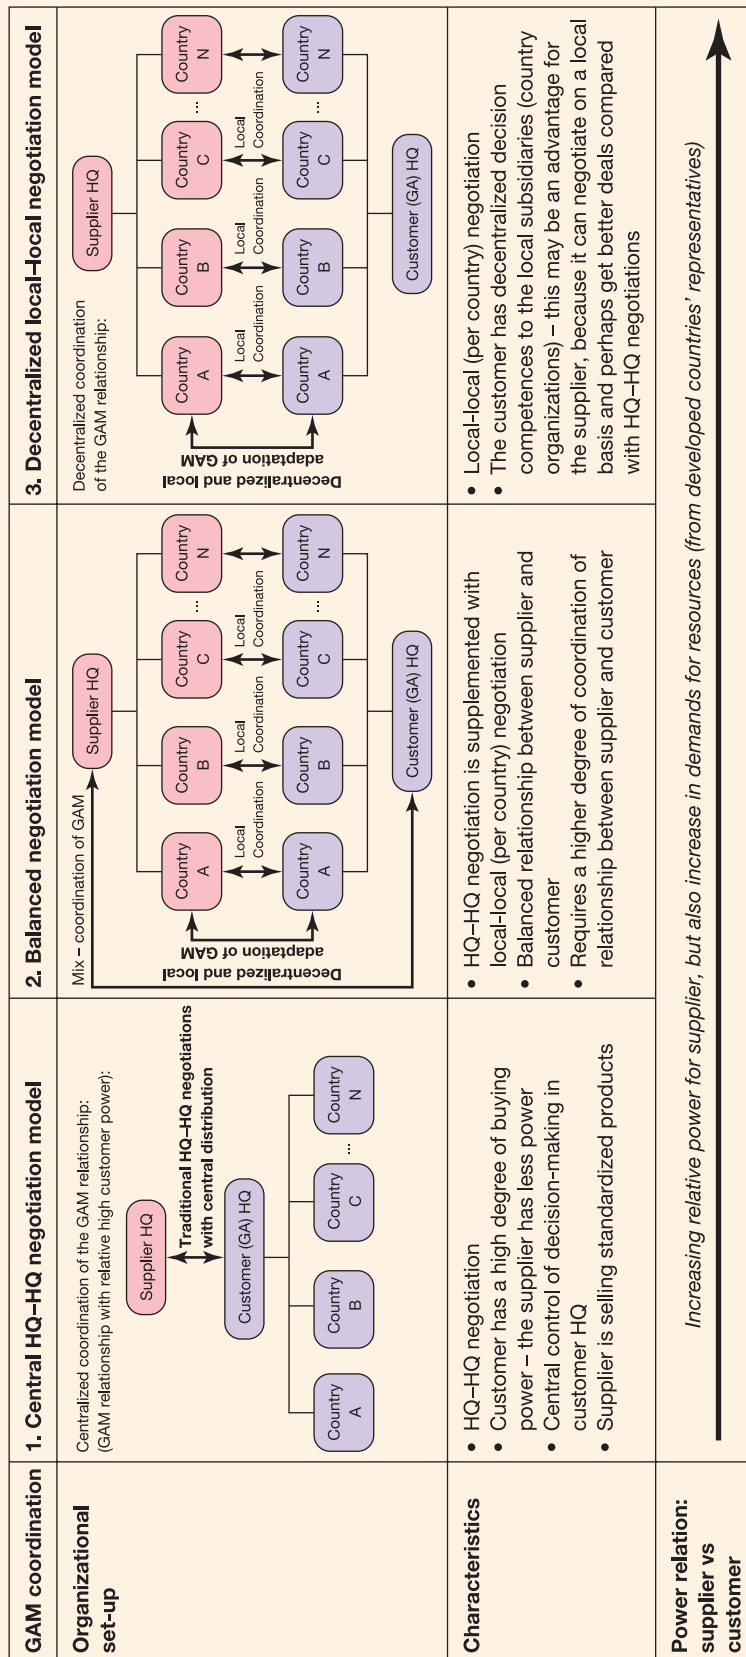 GAM coordination
1. Central HQ–HQ negotiation model
2. Balanced negotiation model
3. Decentralized local–local negotiation model
Organizational
set-up
Centralized coordination of the GAM relationship:
(GAM relationship with relative high customer power):
Supplier HQ
Traditional HQ–HQ negotiations
with central distribution
Customer (GA) HQ
Country
A
Country
B
Country
C
...
Country
N
Mix – coordination of GAM
Supplier HQ
Decentralized and local
adaptation of GAM
Country
A
Country
B
Country
C
...
Country
N
Local
Coordination
Local
Coordination
Local
Coordination
Country
A
Country
B
Country
C
...
Country
N
Customer (GA) HQ
Decentralized coordination
of the GAM relationship:
Supplier HQ
Decentralized and local
adaptation of GAM
Country
A
Country
B
Country
C
...
Country
N
Local
Coordination
Local
Coordination
Local
Coordination
Country
A
Country
B
Country
C
...
Country
N
Customer (GA) HQ
Characteristics
• HQ–HQ negotiation
• Customer has a high degree of buying
power – the supplier has less power
• Central control of decision-making in
customer HQ
• Supplier is selling standardized products
• HQ–HQ negotiation is supplemented with
local-local (per country) negotiation
• Balanced relationship between supplier and
customer
• Requires a higher degree of coordination of
relationship between supplier and customer
• Local-local (per country) negotiation
• The customer has decentralized decision
competences to the local subsidiaries (country
organizations) – this may be an advantage for
the supplier, because it can negotiate on a local
basis and perhaps get better deals compared
with HQ–HQ negotiations
Power relation:
supplier vs
customer
Increasing relative power for supplier, but also increase in demands for resources (from developed countries' representatives)